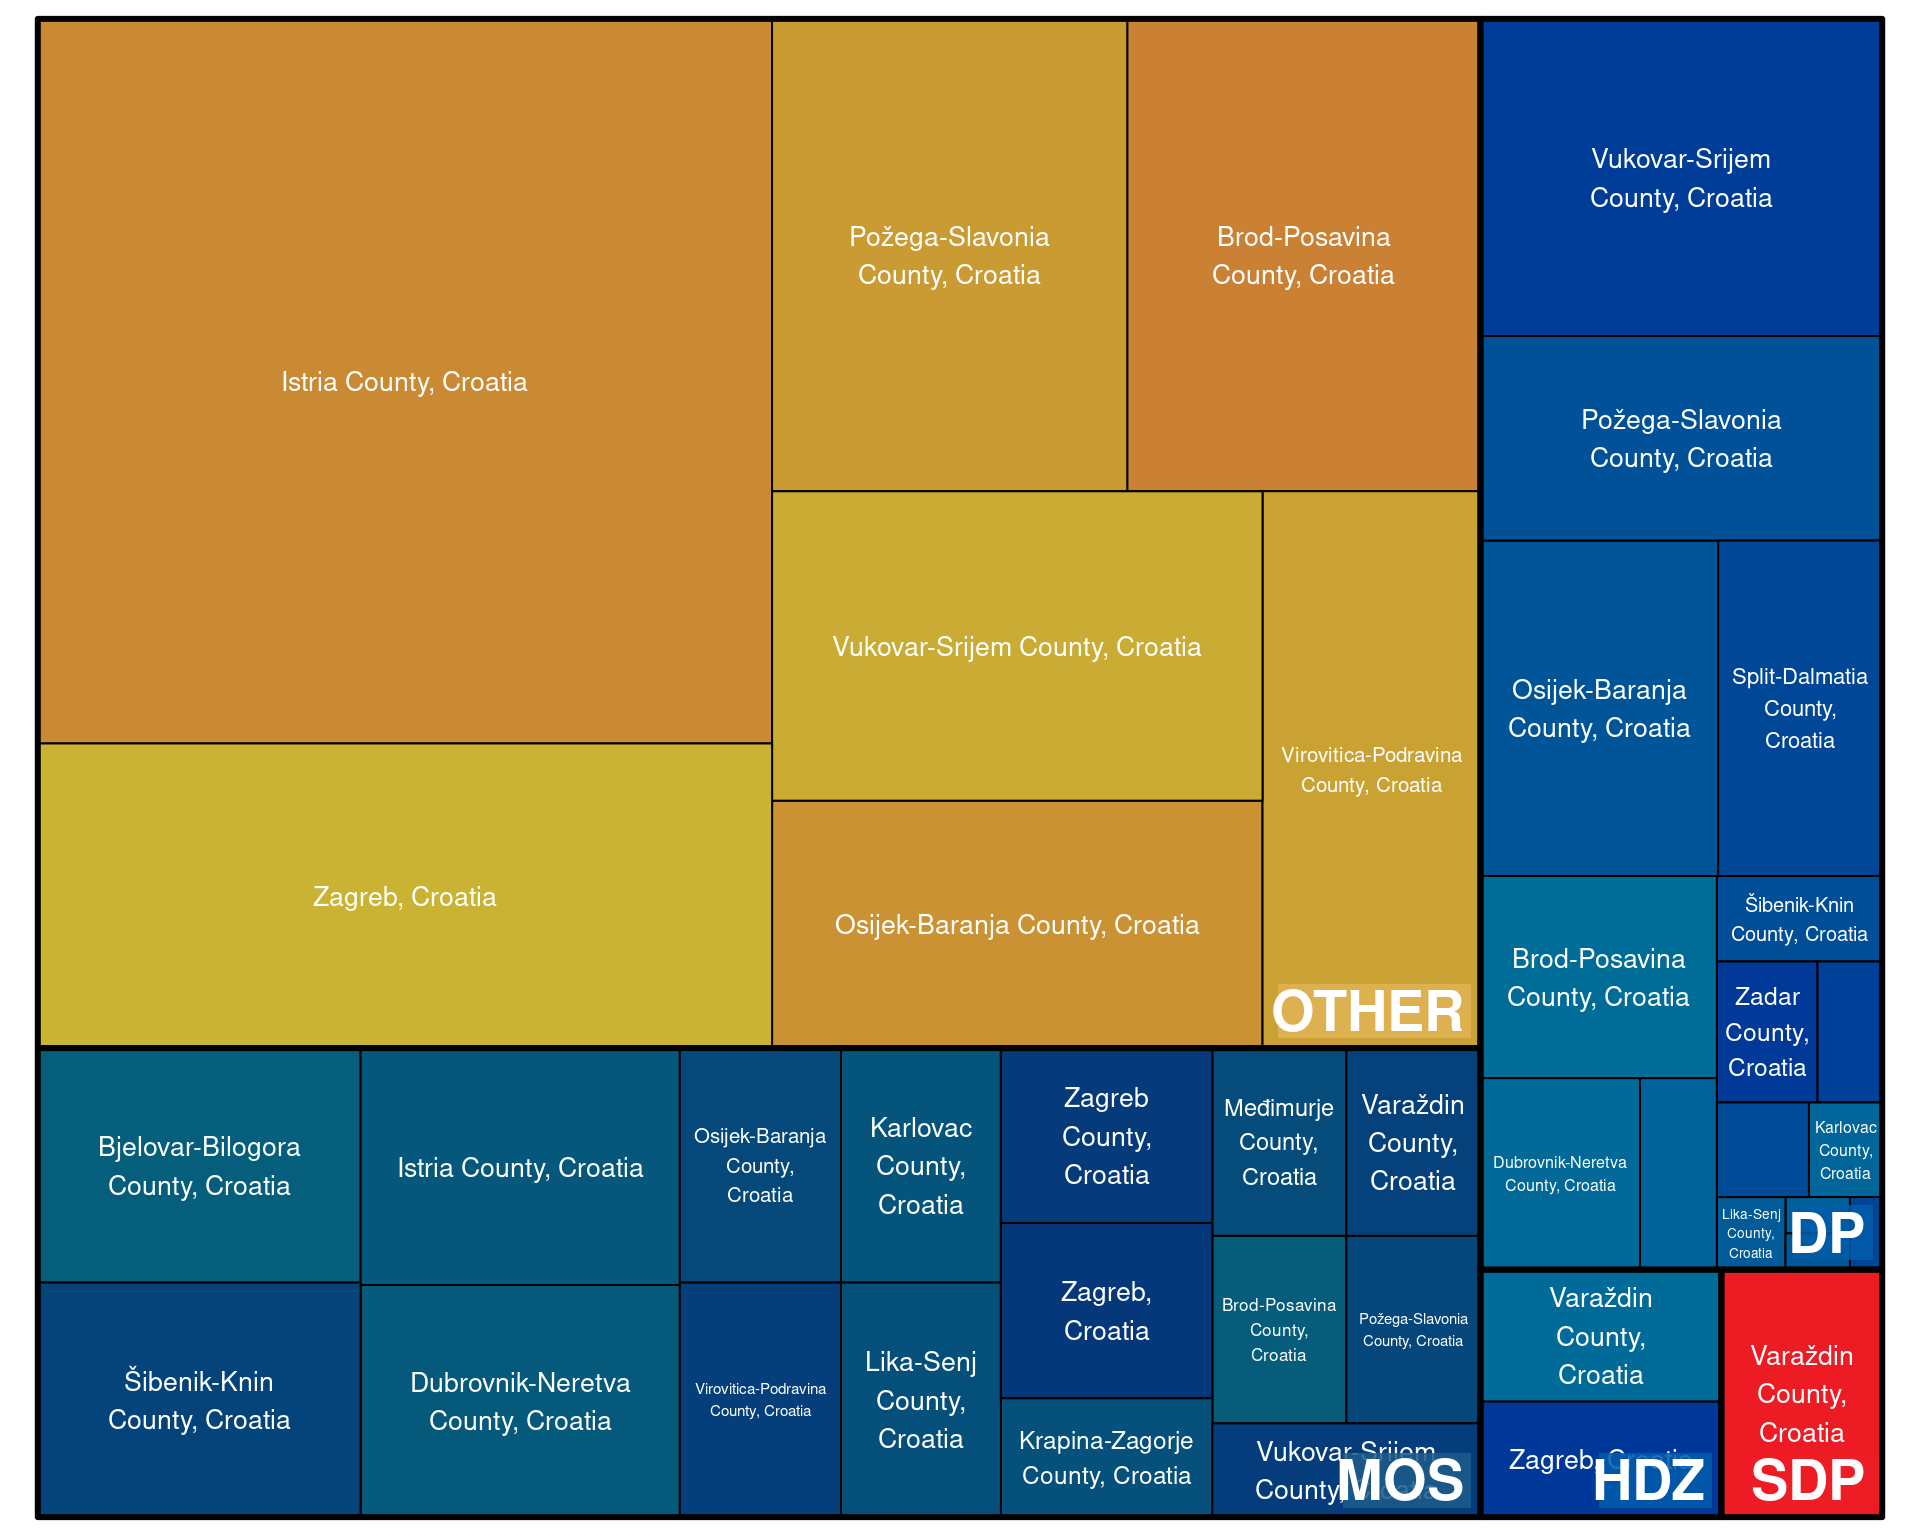 Istria County, Croatia
Požega-Slavonia
County, Croatia
Brod-Posavina
County, Croatia
Vukovar-Srijem County, Croatia
Virovitica-Podravina
County, Croatia
Zagreb, Croatia
Osijek-Baranja County, Croatia
OTHER
Vukovar-Srijem
County, Croatia
Požega-Slavonia
County, Croatia
Osijek-Baranja
County, Croatia
Split-Dalmatia
County,
Croatia
Brod-Posavina
County, Croatia
Šibenik-Knin
County, Croatia
Zadar
County,
Croatia
Dubrovnik-Neretva
County, Croatia
Karlovac
County,
Croatia
Lika-Senj
County,
Croatia
DP
Bjelovar-Bilogora
County, Croatia
Istria County, Croatia
Osijek-Baranja
County,
Croatia
Karlovac
County,
Croatia
Zagreb
County,
Croatia
Međimurje
County,
Croatia
Varaždin
County,
Croatia
Šibenik-Knin
County, Croatia
Dubrovnik-Neretva
County, Croatia
Virovitica-Podravina
County, Croatia
Lika-Senj
County,
Croatia
Zagreb,
Croatia
Krapina-Zagorje
County, Croatia
Brod-Posavina
County,
Croatia
Požega-Slavonia
County, Croatia
Vukovar-Srijem
County, Croatia
MOS
Varaždin
County,
Croatia
Zagreb, Croatia
HDZ
Varaždin
County,
Croatia
SDP